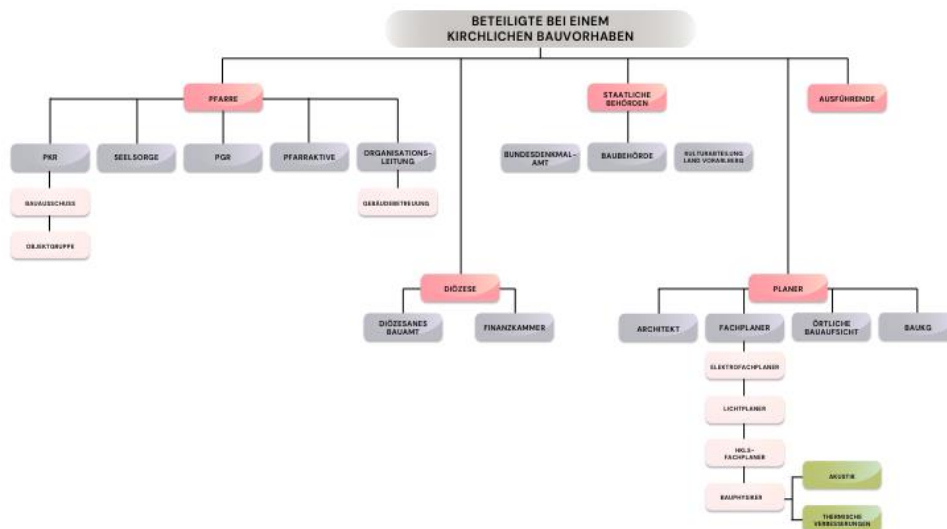 BETEILIGTE BEI EINEM
KIRCHLICHEN BAUVORHABEN
PFARRE
STAATLICHE
BEHÖRDEN
AUSFÜHRENDE
PKR
SEELSORGE
PGR
PFARRAKTIVE
ORGANISATIONS-
LEITUNG
BUNDESDENKMAL-
AMT
BAUBEHÖRDE
KULTURABTEILUNG
LAND VORARLBERG
BAUAUSSCHUSS
GEBÄUDEBETREUUNG
OBJEKTGRUPPE
DIÖZESE
PLANER
DIÖZESANES
BAUAMT
FINANZKAMMER
ARCHITEKT
FACHPLANER
ÖRTLICHE
BAUAUFSICHT
BAUKG
ELEKTROFACHPLANER
LICHTPLANER
HKLS-
FACHPLANER
BAUPHYSIKER
AKUSTIK
THERMISCHE
VERBESSERUNGEN